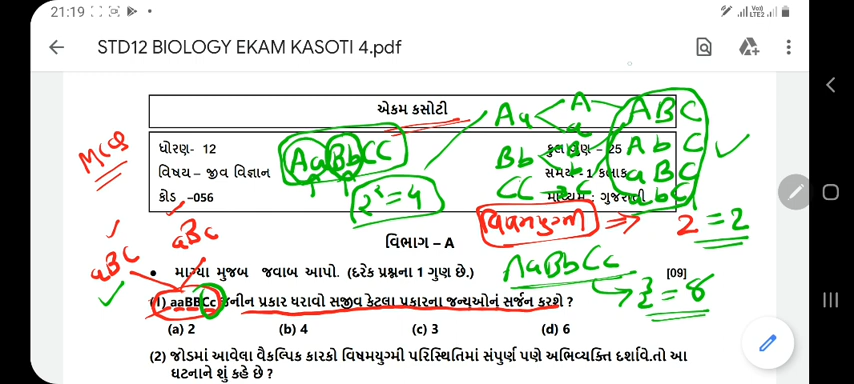 21:19
Vo))
LTE2
STD12 BIOLOGY EKAM KASOTI 4.pdf
એકમ કસોટી
ધોરણ- 12
કુલ ગુણ - 25
વિષય – જીવ વિજ્ઞાન
સમય - 1 કલાક
કોડ -056
માધ્યમ : ગુજરાતી
MCQ
AaBbCC
2² = 4
Aa
A
a
Bb
B
b
CC
C
ABC
AbC
aBC
abC
વિષમયુગ્મી ⇒ 2 = 2
aBC
aBC
વિભાગ – A
AaBbCc
= 8
• માગ્યા મુજબ જવાબ આપો. (દરેક પ્રશ્નના 1 ગુણ છે.) [09]
(1) aaBBCc જનીન પ્રકાર ધરાવો સજીવ કેટલા પ્રકારના જન્યુઓનું સર્જન કરશે ?
(a) 2 (b) 4 (c) 3 (d) 6
(2) જોડમાં આવેલા વૈકલ્પિક કારકો વિષમયુગ્મી પરિસ્થિતિમાં સંપુર્ણ પણે અભિવ્યક્તિ દર્શાવે.તો આ
ઘટનાને શું કહે છે ?